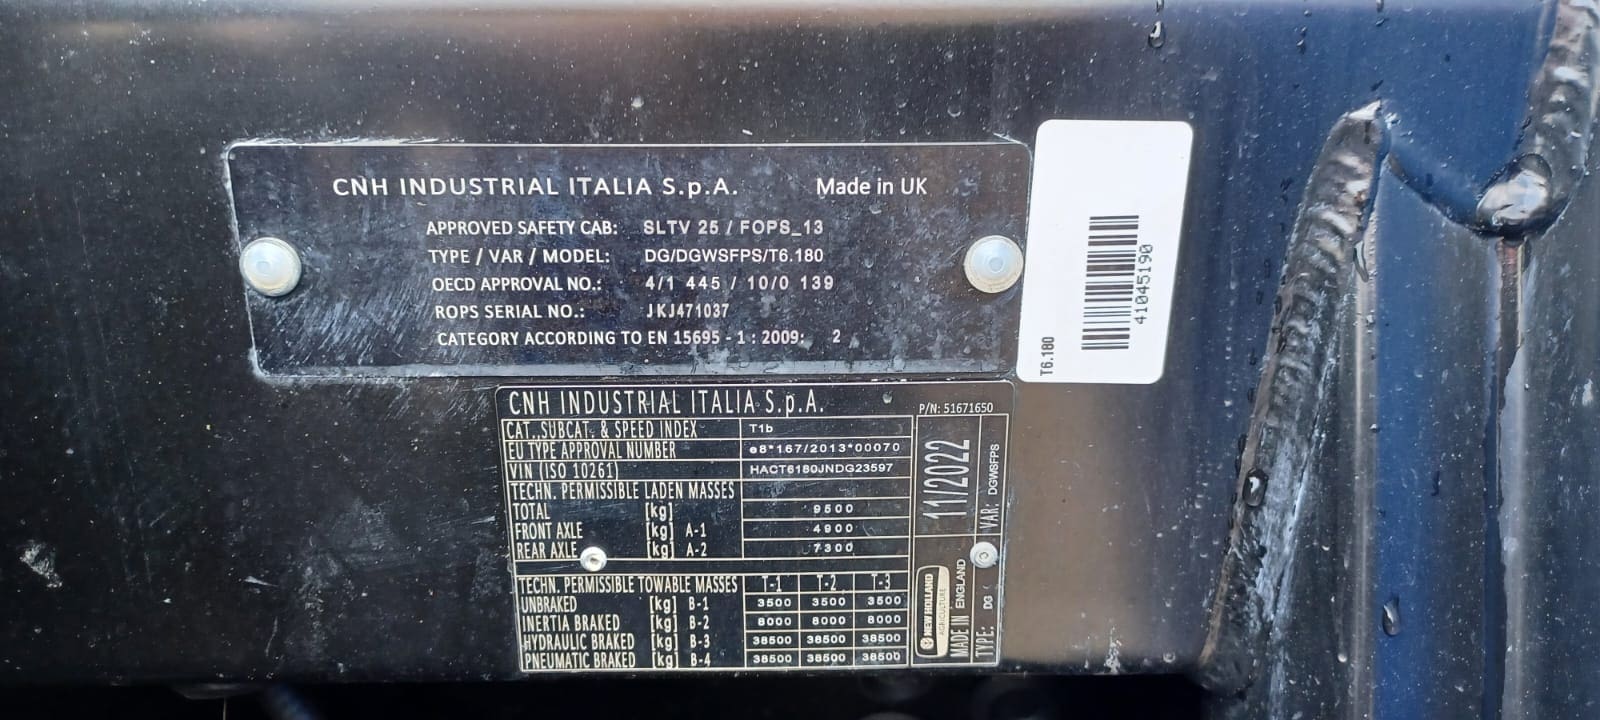 CNH INDUSTRIAL ITALIA S.p.A. Made in UK
APPROVED SAFETY CAB: SLTV 25 / FOPS_13
TYPE / VAR / MODEL: DG/DGWSFPS/T6.180
OECD APPROVAL NO.: 4/1 445 / 10/0 139
ROPS SERIAL NO.: JKJ471037
CATEGORY ACCORDING TO EN 15695 - 1 : 2009: 2
T6.180
41045190
CNH INDUSTRIAL ITALIA S.p.A. P/N: 51671650
CAT.,SUBCAT. & SPEED INDEX T1b
EU TYPE APPROVAL NUMBER e8*167/2013*00070
VIN (ISO 10261) HACT6180JNDG23597
TECHN. PERMISSIBLE LADEN MASSES
TOTAL [kg] 9500
FRONT AXLE [kg] A-1 4900
REAR AXLE [kg] A-2 7300
TECHN. PERMISSIBLE TOWABLE MASSES T-1 T-2 T-3
UNBRAKED [kg] B-1 3500 3500 3500
INERTIA BRAKED [kg] B-2 8000 8000 8000
HYDRAULIC BRAKED [kg] B-3 38500 38500 38500
PNEUMATIC BRAKED [kg] B-4 38500 38500 38500
11/2022
VAR: DGWSFPS
NEW HOLLAND
AGRICULTURE
MADE IN ENGLAND
TYPE: DG